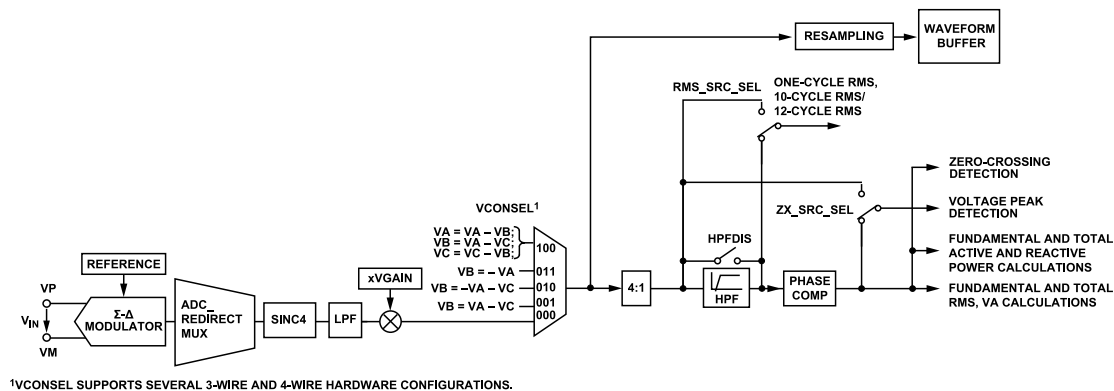 RESAMPLING
WAVEFORM
BUFFER
RMS_SRC_SEL
ONE-CYCLE RMS,
10-CYCLE RMS/
12-CYCLE RMS
ZERO-CROSSING
DETECTION
VOLTAGE PEAK
DETECTION
ZX_SRC_SEL
VCONSEL1
VA = VA – VB
VB = VA – VC
VC = VC – VB
100
VB = – VA
011
VB = –VA – VC
010
VB = –VA – VC
001
000
HPFDIS
4:1
HPF
PHASE
COMP
FUNDAMENTAL AND TOTAL
ACTIVE AND REACTIVE
POWER CALCULATIONS
FUNDAMENTAL AND TOTAL
RMS, VA CALCULATIONS
REFERENCE
xVGAIN
VP
VIN
VM
Σ-Δ
MODULATOR
ADC_
REDIRECT
MUX
SINC4
LPF
1VCONSEL SUPPORTS SEVERAL 3-WIRE AND 4-WIRE HARDWARE CONFIGURATIONS.